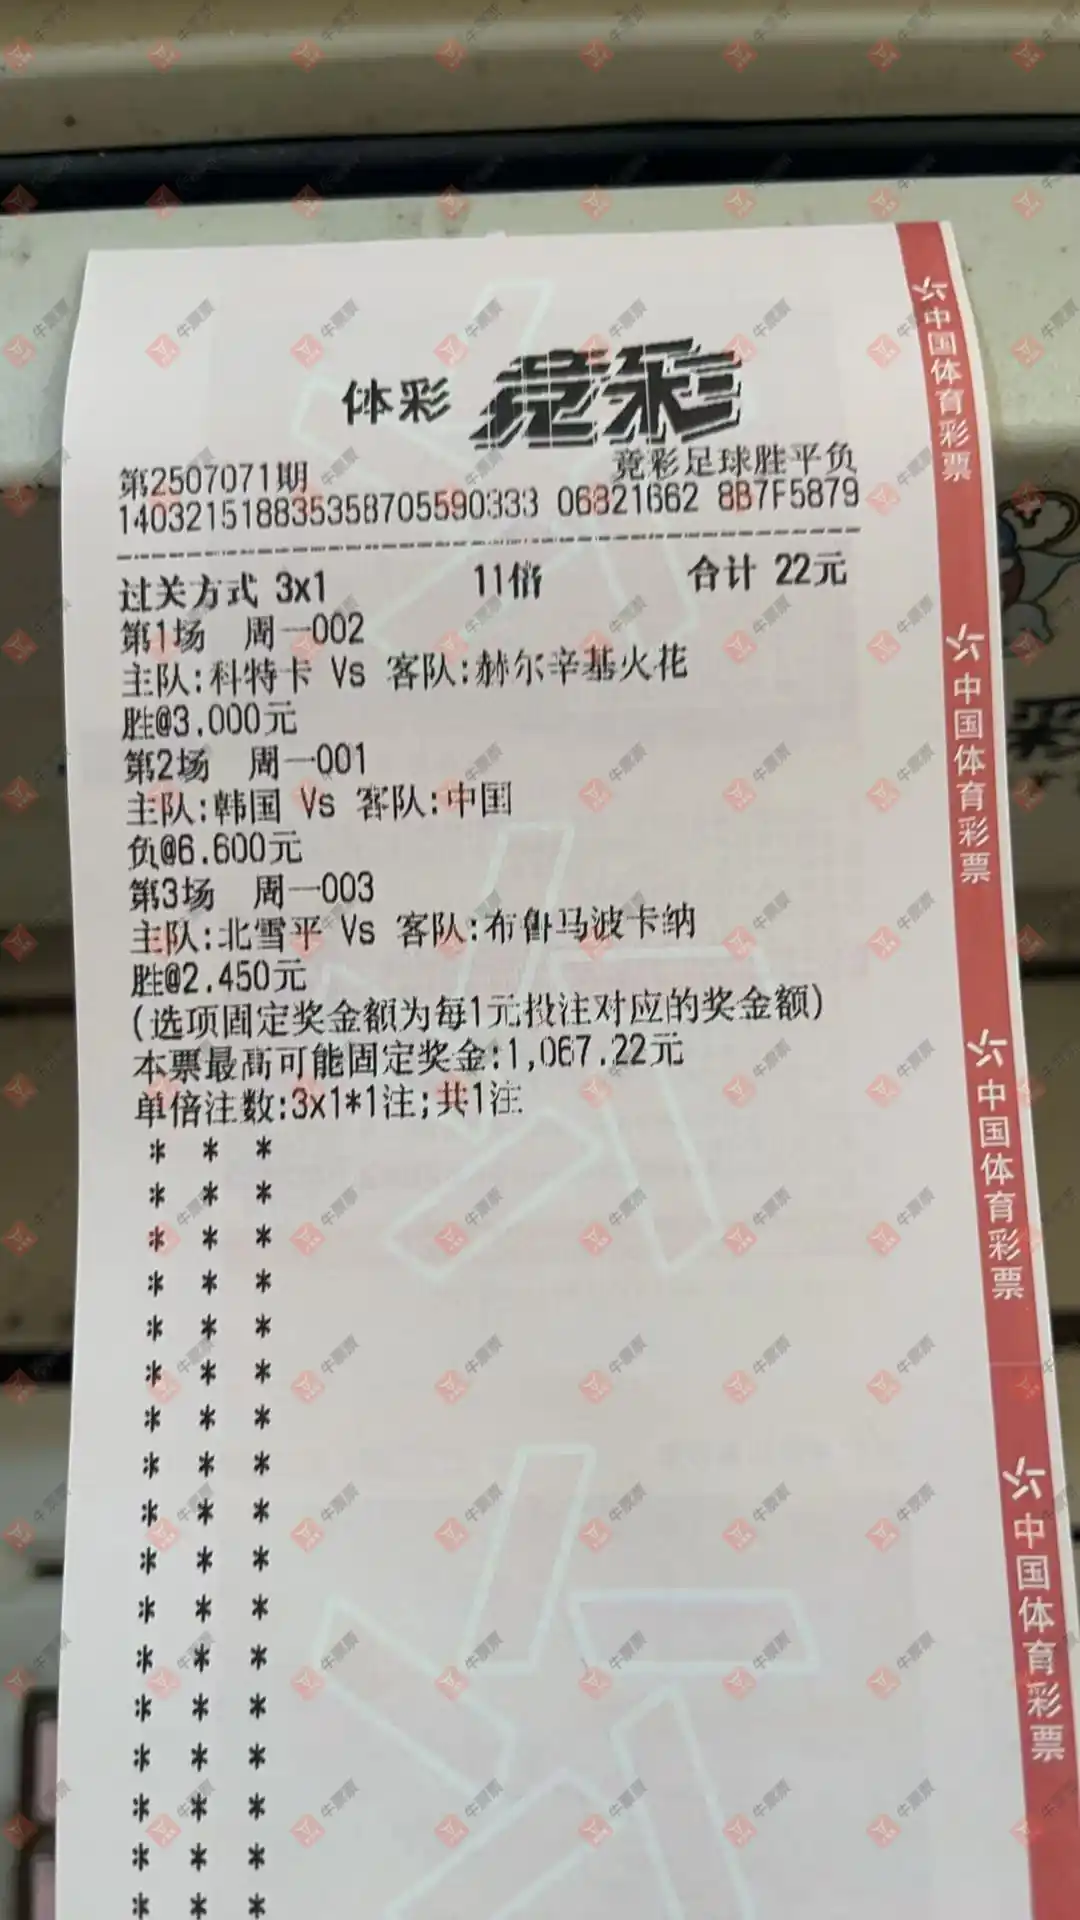 体彩 竞彩
竞彩足球胜平负
第2507071期
140321518835358705590333 06821662 8B7F5879
过关方式 3x1 11倍 合计 22元
第1场 周一002
主队:科特卡 Vs 客队:赫尔辛基火花
胜@3.000元
第2场 周一001
主队:韩国 Vs 客队:中国
负@6.600元
第3场 周一003
主队:北雪平 Vs 客队:布鲁马波卡纳
胜@2.450元
(选项固定奖金额为每1元投注对应的奖金额)
本票最高可能固定奖金:1,067.22元
单倍注数:3x1*1注;共1注
中国体育彩票
中国体育彩票
中国体育彩票
中国体育彩票
牛票票